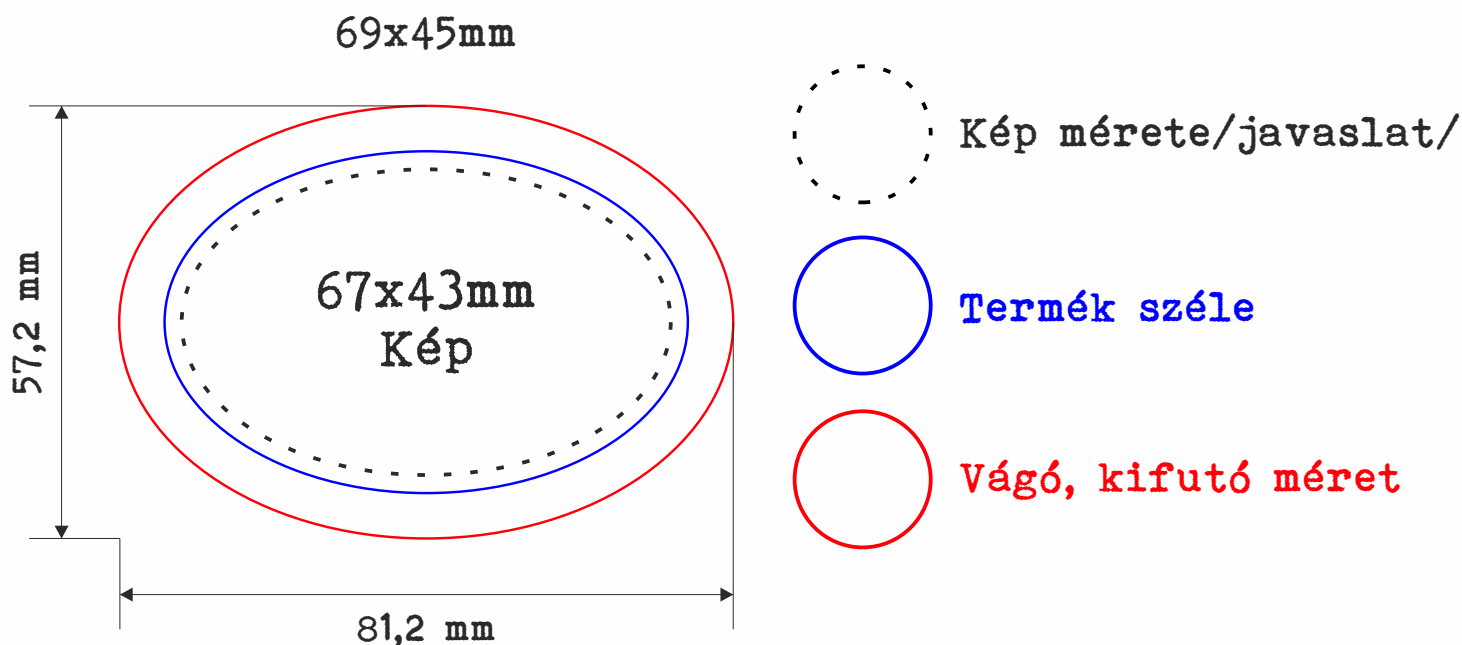 69x45mm
Kép mérete/javaslat/
67x43mm
Kép
57,2 mm
Termék széle
Vágó, kifutó méret
81,2 mm